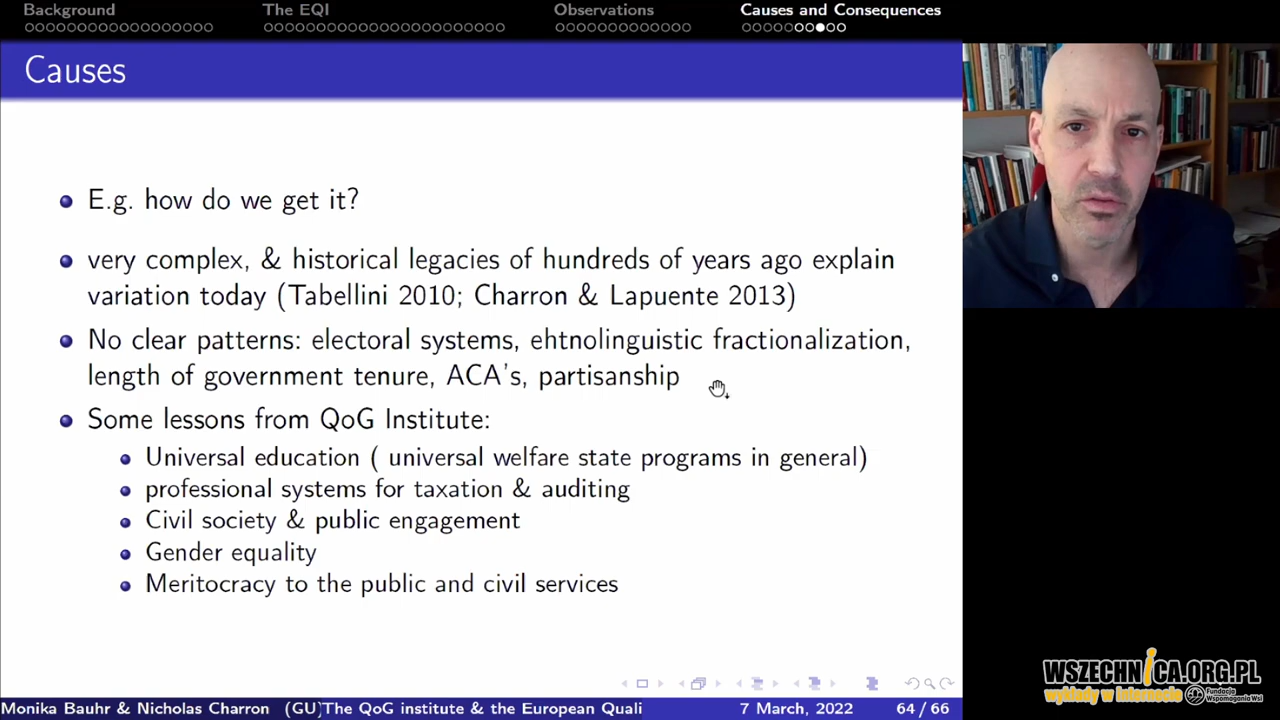 Background
The EQI
Observations
Causes and Consequences
Causes
E.g. how do we get it?
very complex, & historical legacies of hundreds of years ago explain
variation today (Tabellini 2010; Charron & Lapuente 2013)
No clear patterns: electoral systems, ehtnolinguistic fractionalization,
length of government tenure, ACA's, partisanship
Some lessons from QoG Institute:
Universal education ( universal welfare state programs in general)
professional systems for taxation & auditing
Civil society & public engagement
Gender equality
Meritocracy to the public and civil services
Monika Bauhr & Nicholas Charron (GU)
The QoG institute & the European Quali
7 March, 2022
64 / 66
WSZECHNICA.ORG.PL
wykłady w internecie
Fundacja
Wspomagania Wsi